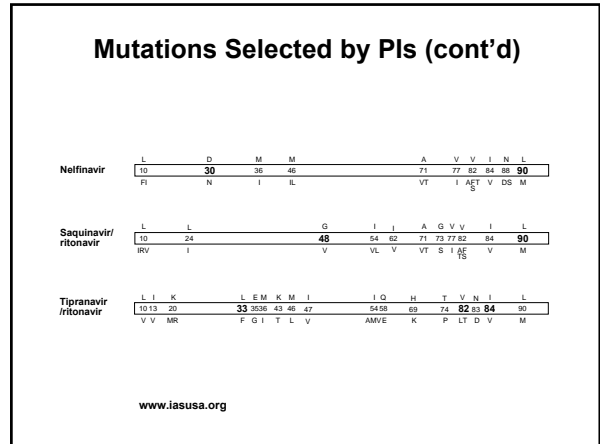 Mutations Selected by PIs (cont’d)
L D M M A V V I N L
Nelfinavir 10 30 36 46 71 77 82 84 88 90
FI N I IL VT I AFT V DS M
S
L L G I I A G V V I L
Saquinavir/
ritonavir 10 24 48 54 62 71 73 77 82 84 90
IRV I V VL V VT S I AF V M
TS
L I K L E M K M I I Q H T V N I L
Tipranavir
/ritonavir 10 13 20 33 35 36 43 46 47 54 58 69 74 82 83 84 90
V V MR F G I T L V AMV E K P LT D V M
www.iasusa.org